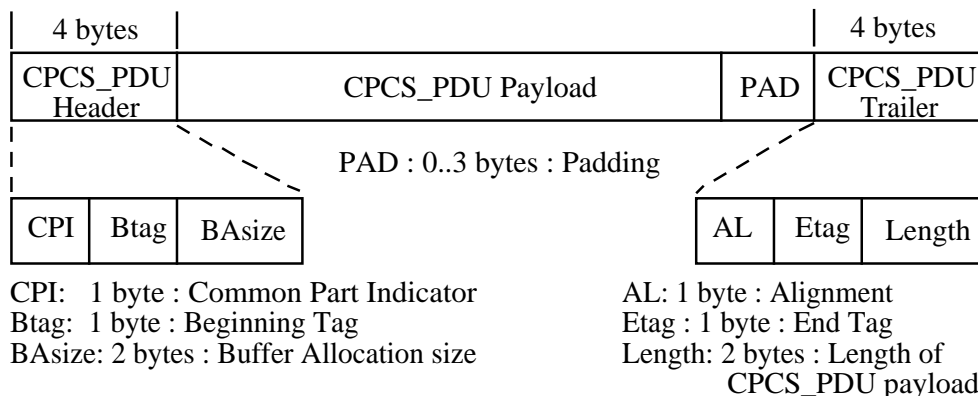 4 bytes 4 bytes
CPCS_PDU Header CPCS_PDU Payload PAD CPCS_PDU Trailer
PAD : 0..3 bytes : Padding
CPI Btag BAsize AL Etag Length
CPI: 1 byte : Common Part Indicator
Btag: 1 byte : Beginning Tag
BAsize: 2 bytes : Buffer Allocation size
AL: 1 byte : Alignment
Etag : 1 byte : End Tag
Length: 2 bytes : Length of
CPCS_PDU payload